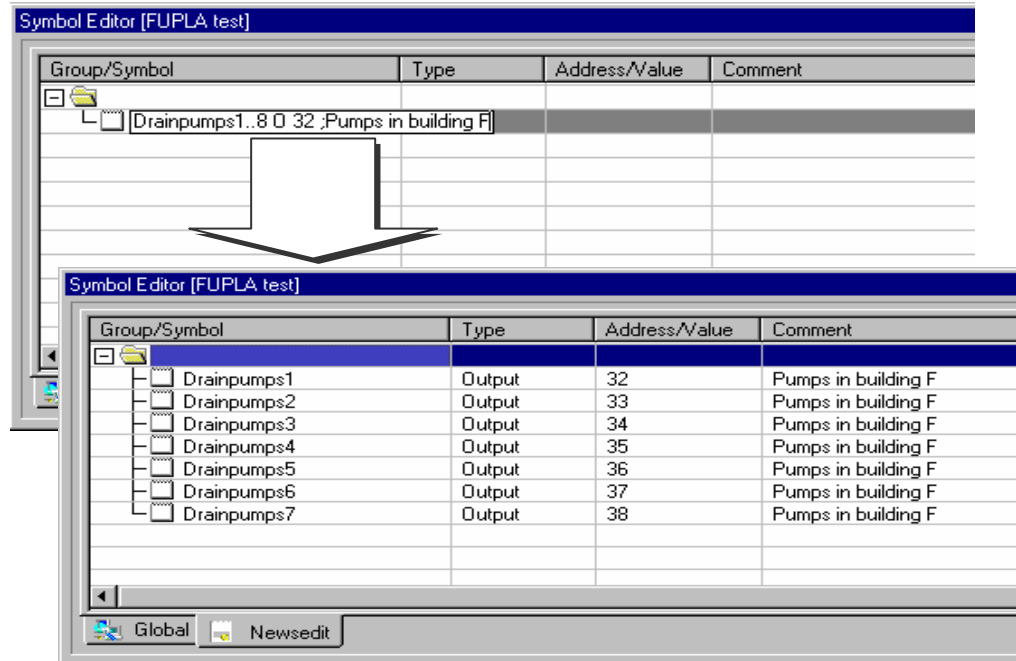 Symbol Editor [FUPLA test]
Group/Symbol Type Address/Value Comment
Drainpumps1..8 O 32 ;Pumps in building F
Symbol Editor [FUPLA test]
Group/Symbol Type Address/Value Comment
Drainpumps1 Output 32 Pumps in building F
Drainpumps2 Output 33 Pumps in building F
Drainpumps3 Output 34 Pumps in building F
Drainpumps4 Output 35 Pumps in building F
Drainpumps5 Output 36 Pumps in building F
Drainpumps6 Output 37 Pumps in building F
Drainpumps7 Output 38 Pumps in building F
Global Newsedit